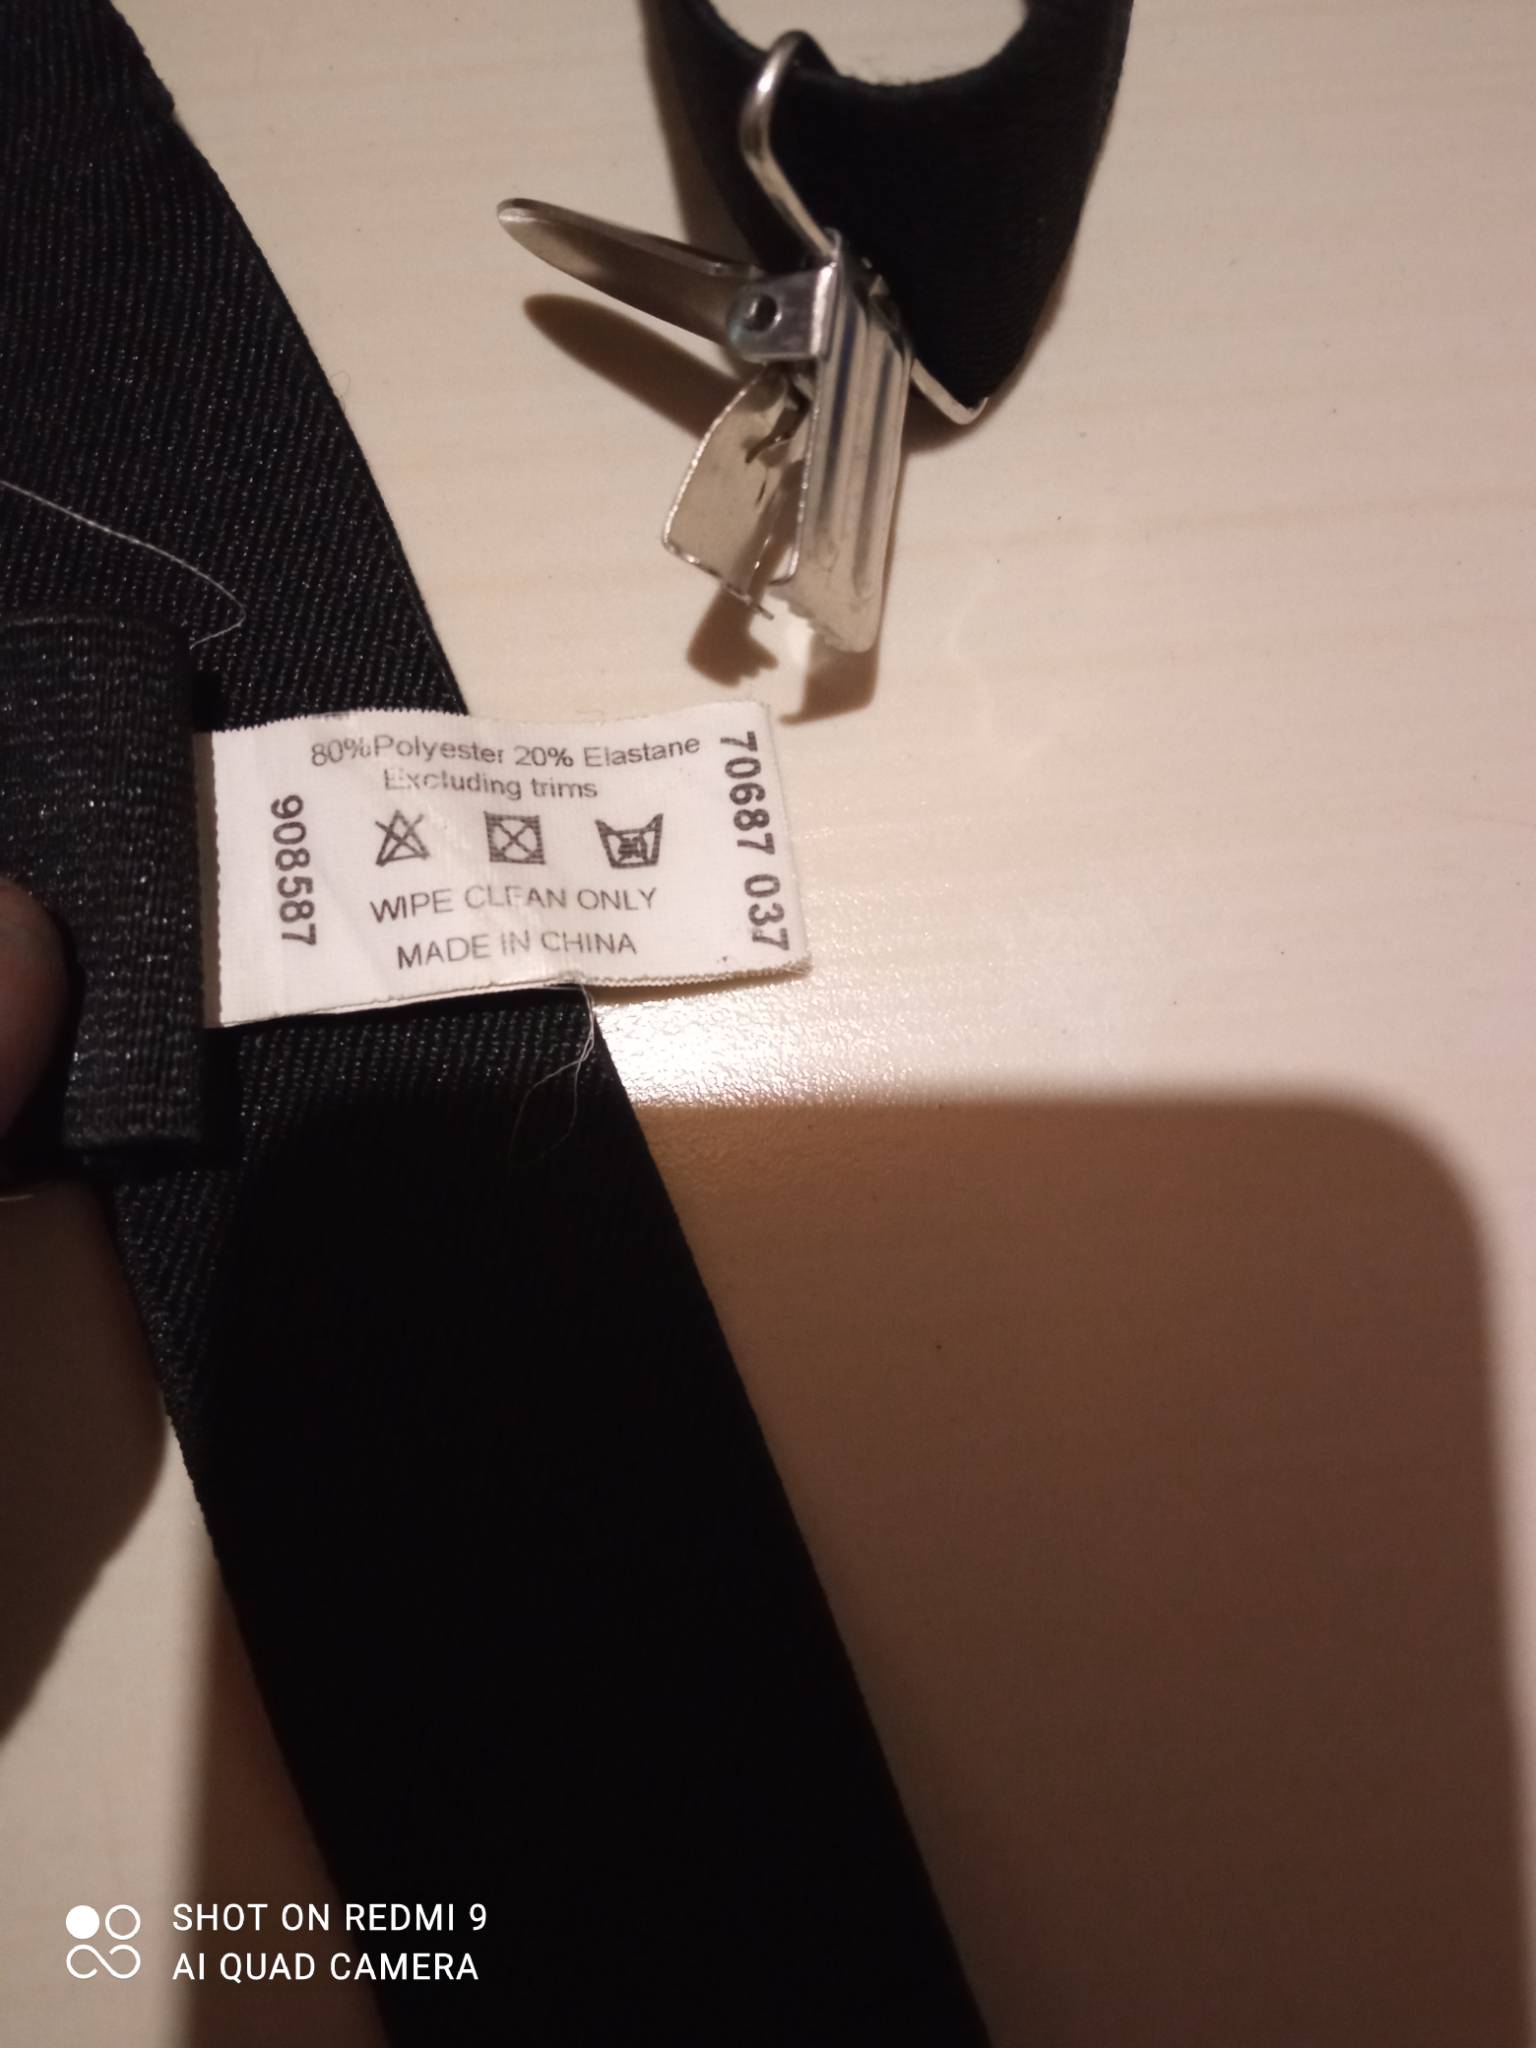 80%Polyester 20% Elastane
Excluding trims
908587
70687 037
WIPE CLEAN ONLY
MADE IN CHINA
SHOT ON REDMI 9
AI QUAD CAMERA